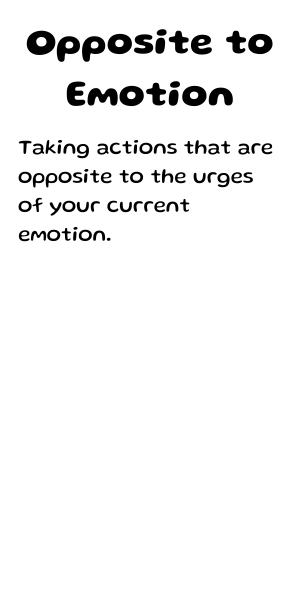 Opposite to
Emotion
Taking actions that are
opposite to the urges
of your current
emotion.